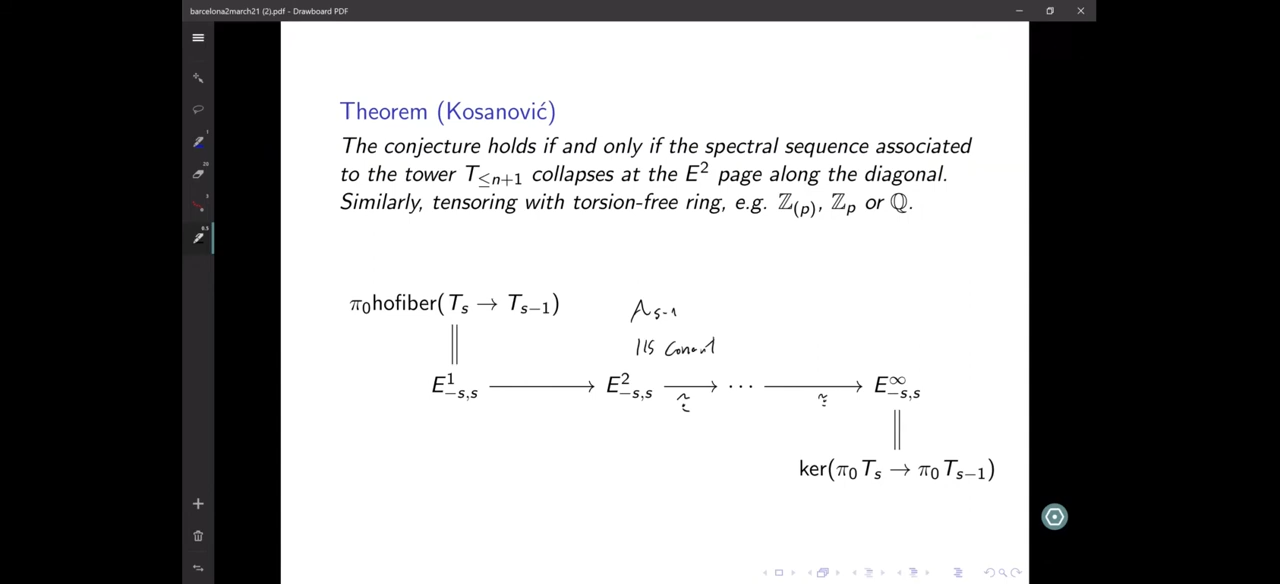 barcelona2march21 (2).pdf - Drawboard PDF
Theorem (Kosanović)
The conjecture holds if and only if the spectral sequence associated
to the tower T≤n+1 collapses at the E² page along the diagonal.
Similarly, tensoring with torsion-free ring, e.g. ℤ(p), ℤp or ℚ.
π₀hofiber(Tₛ → Tₛ₋₁)
Aₛ₋₁
E¹₋ₛ,ₛ → E²₋ₛ,ₛ → ··· → E^∞₋ₛ,ₛ
ker(π₀Tₛ → π₀Tₛ₋₁)